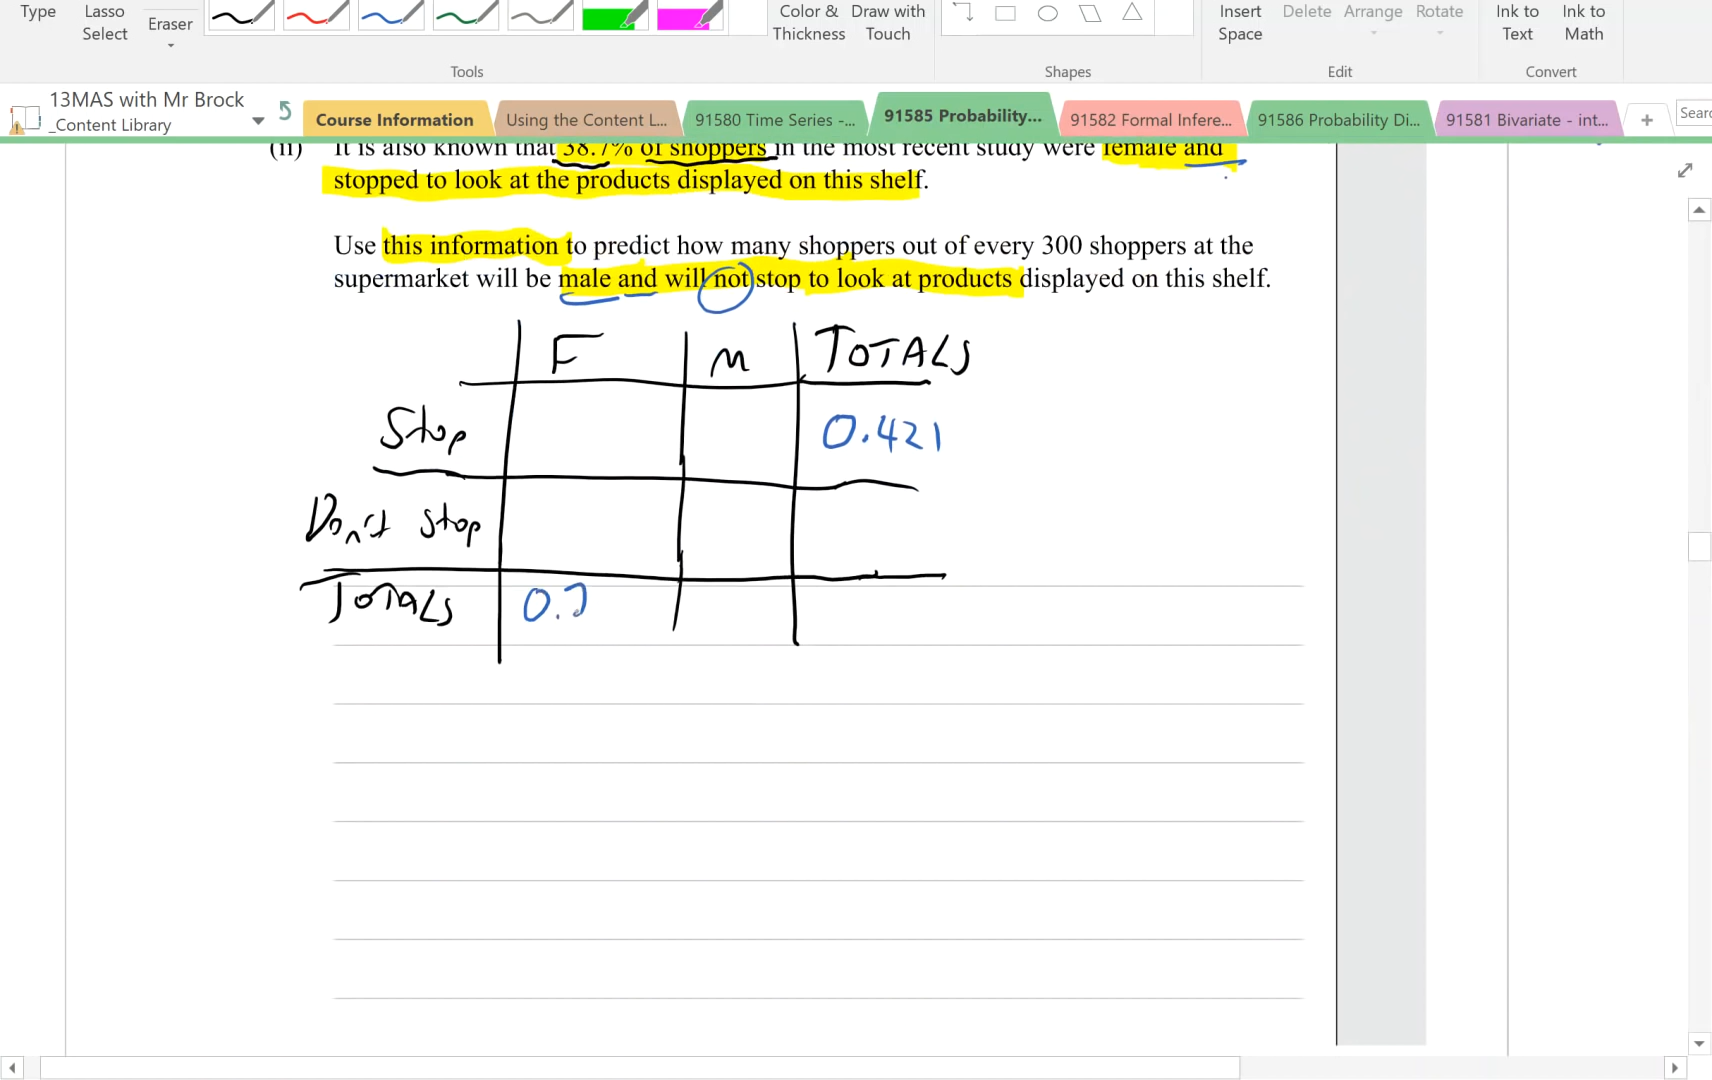 Type Lasso Select Eraser Color & Thickness Draw with Touch Insert Space Delete Arrange Rotate Ink to Text Ink to Math
Tools Shapes Edit Convert
13MAS with Mr Brock
_Content Library
Course Information Using the Content L... 91580 Time Series -... 91585 Probability... 91582 Formal Infere... 91586 Probability Di... 91581 Bivariate - int... + Sear
(ii) It is also known that 38.7% of shoppers in the most recent study were female and
stopped to look at the products displayed on this shelf.
Use this information to predict how many shoppers out of every 300 shoppers at the
supermarket will be male and will not stop to look at products displayed on this shelf.
F M TOTALS
Stop 0.421
Don't stop
TOTALS 0.7